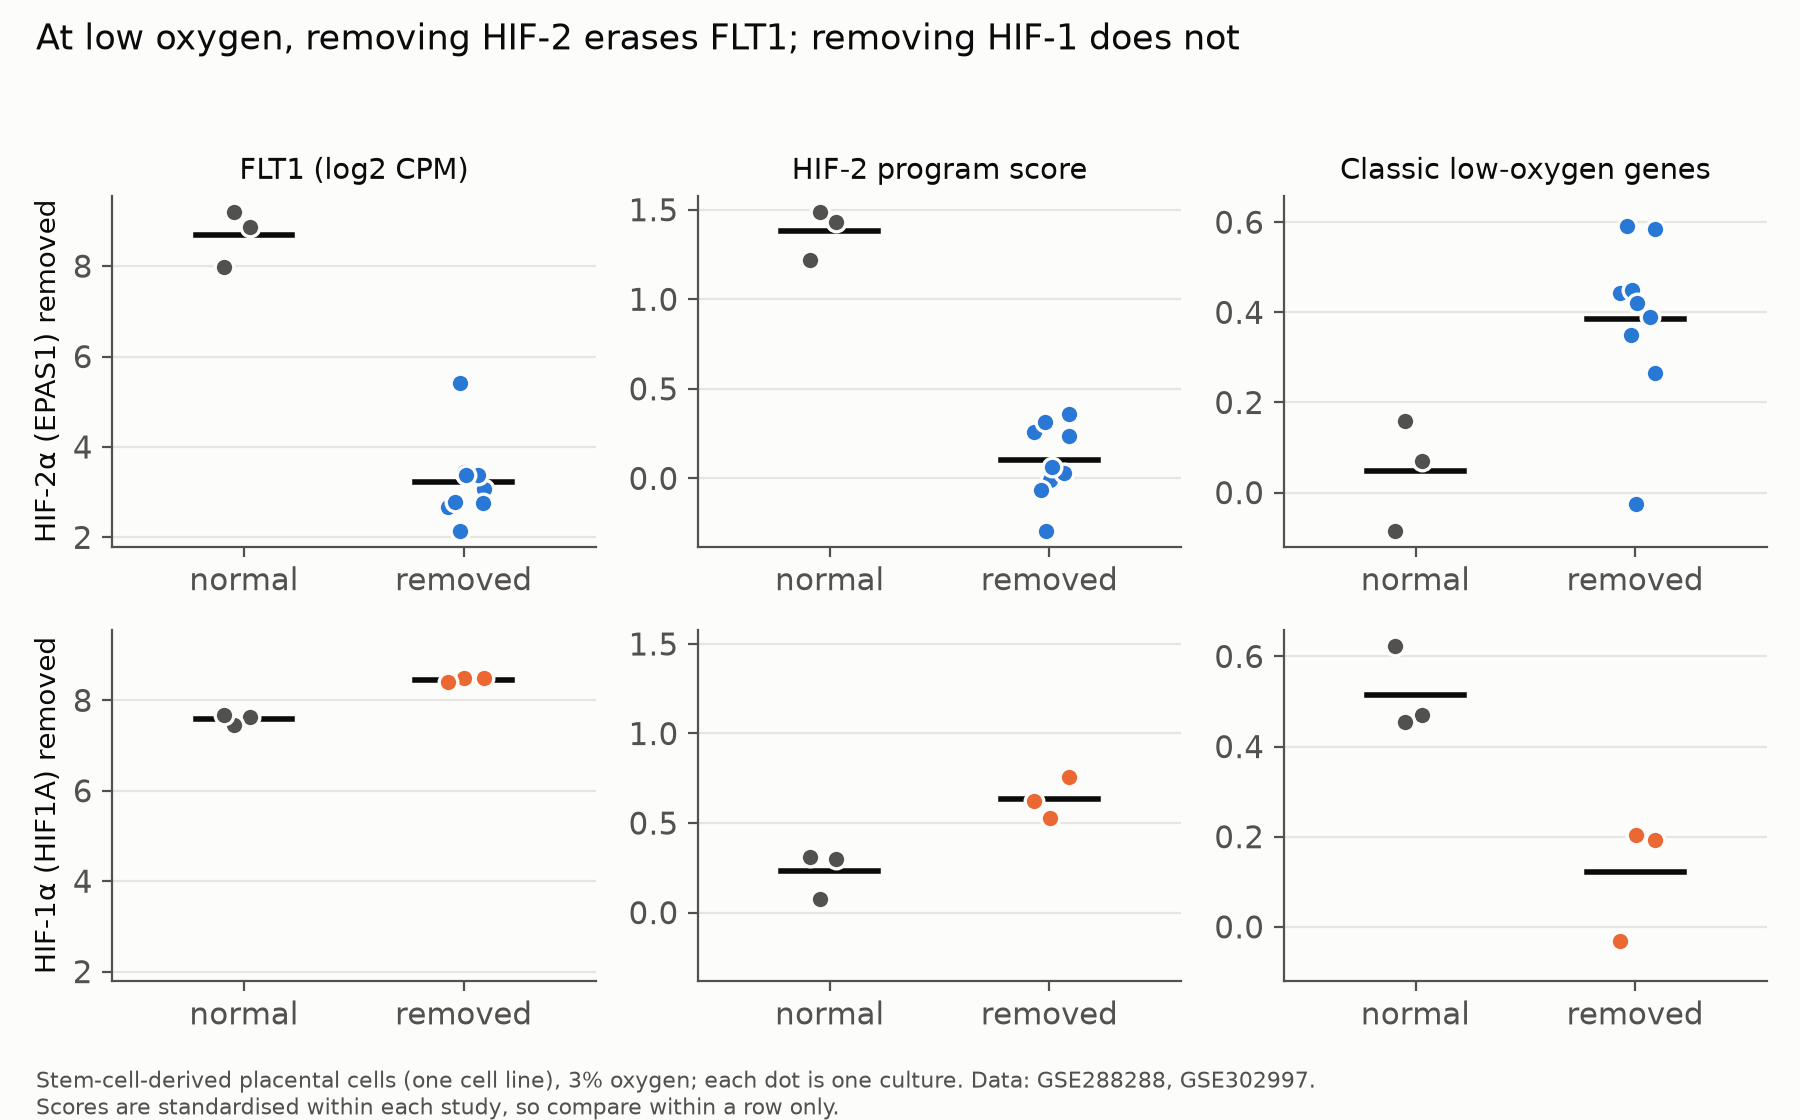 At low oxygen, removing HIF-2 erases FLT1; removing HIF-1 does not
FLT1 (log2 CPM)
HIF-2 program score
Classic low-oxygen genes
HIF-2α (EPAS1) removed
8
6
4
2
normal
removed
1.5
1.0
0.5
0.0
normal
removed
0.6
0.4
0.2
0.0
normal
removed
HIF-1α (HIF1A) removed
8
6
4
2
normal
removed
1.5
1.0
0.5
0.0
normal
removed
0.6
0.4
0.2
0.0
normal
removed
Stem-cell-derived placental cells (one cell line), 3% oxygen; each dot is one culture. Data: GSE288288, GSE302997.
Scores are standardised within each study, so compare within a row only.